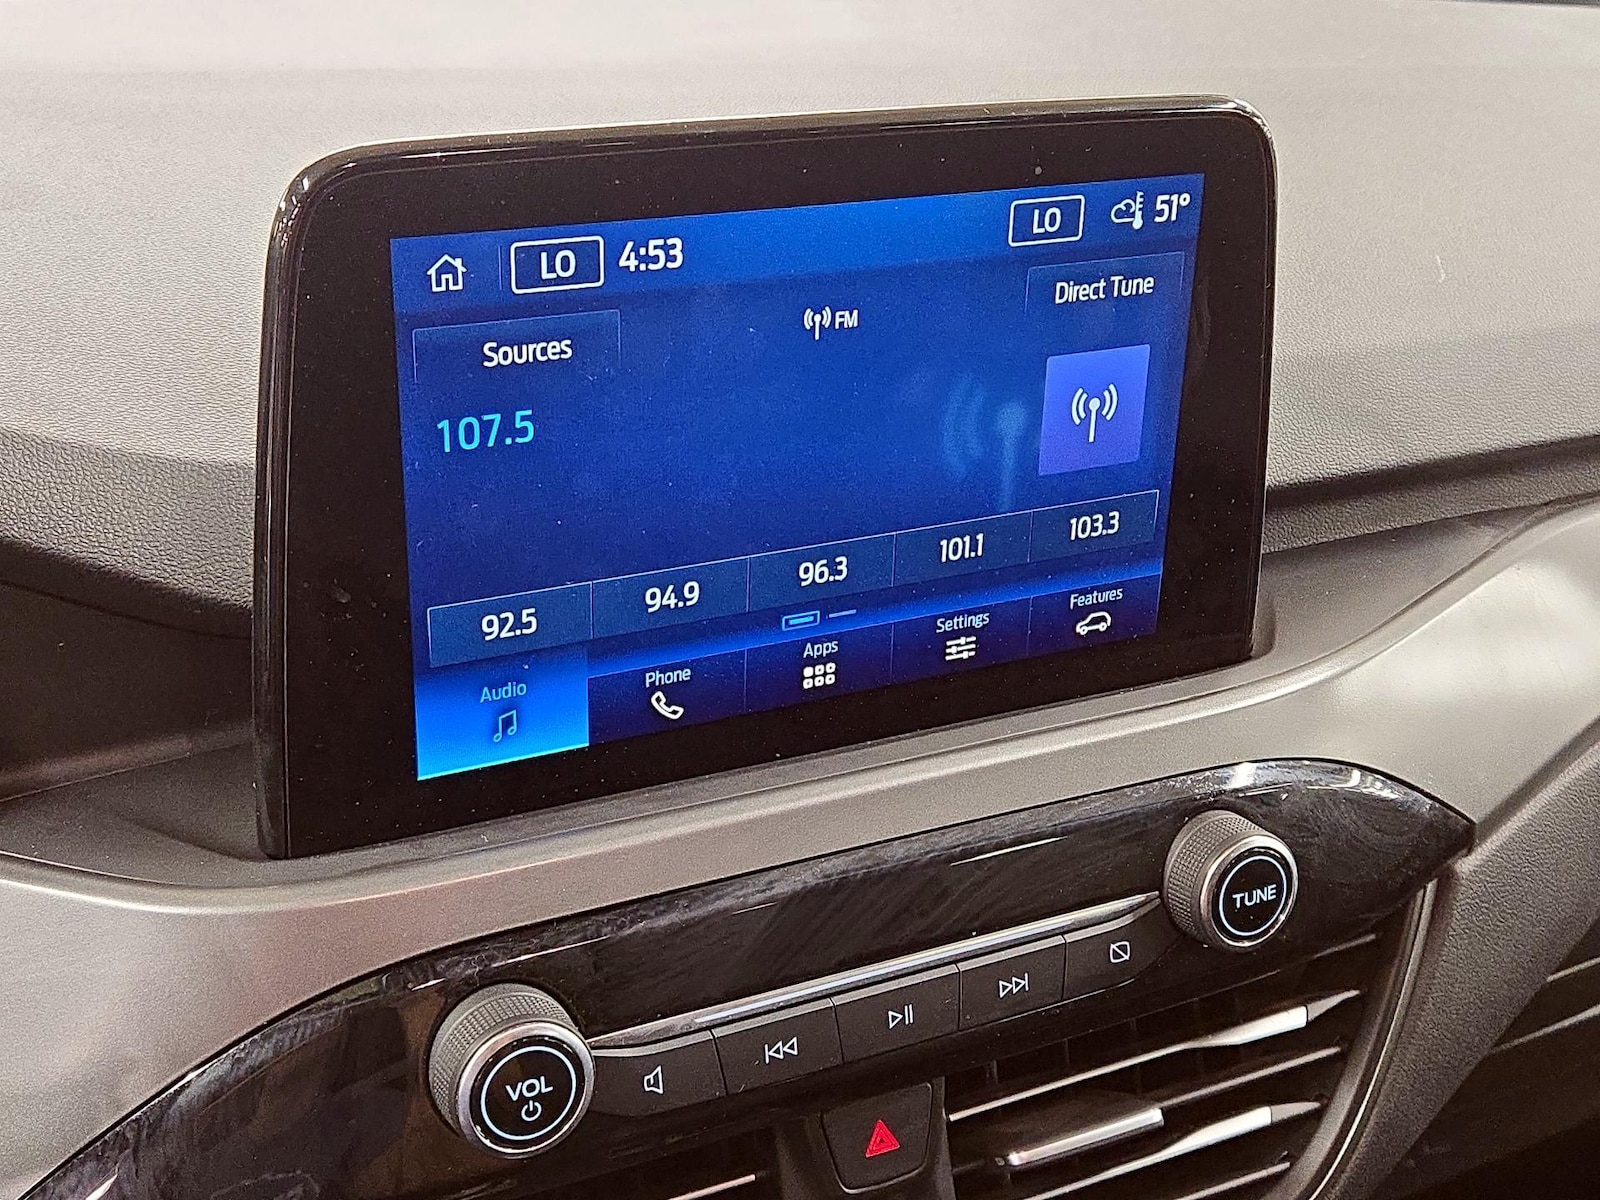 LO 4:53 LO 51°
Sources
FM
Direct Tune
107.5
92.5 94.9 96.3 101.1 103.3
Audio Phone Apps Settings Features
TUNE
VOL